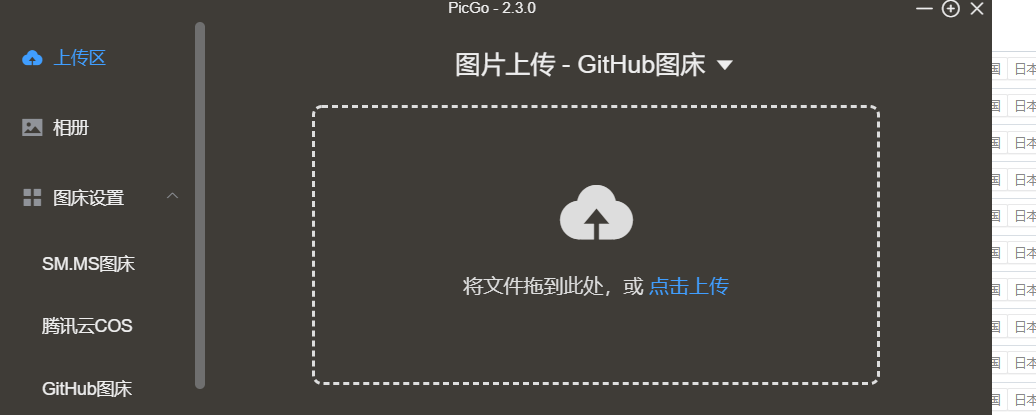 PicGo - 2.3.0
上传区
相册
图床设置
SM.MS图床
腾讯云COS
GitHub图床
图片上传 - GitHub图床
将文件拖到此处，或 点击上传
国 日本
国 日本
国 日本
国 日本
国 日本
国 日本
国 日本
国 日本
国 日本
国 日本